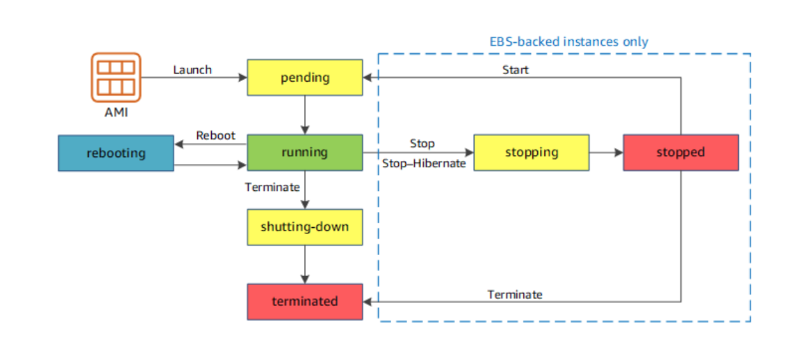 EBS-backed instances only
Launch
Start
pending
AMI
Reboot
Stop
rebooting
running
stopping
stopped
Stop–Hibernate
Terminate
shutting-down
Terminate
terminated